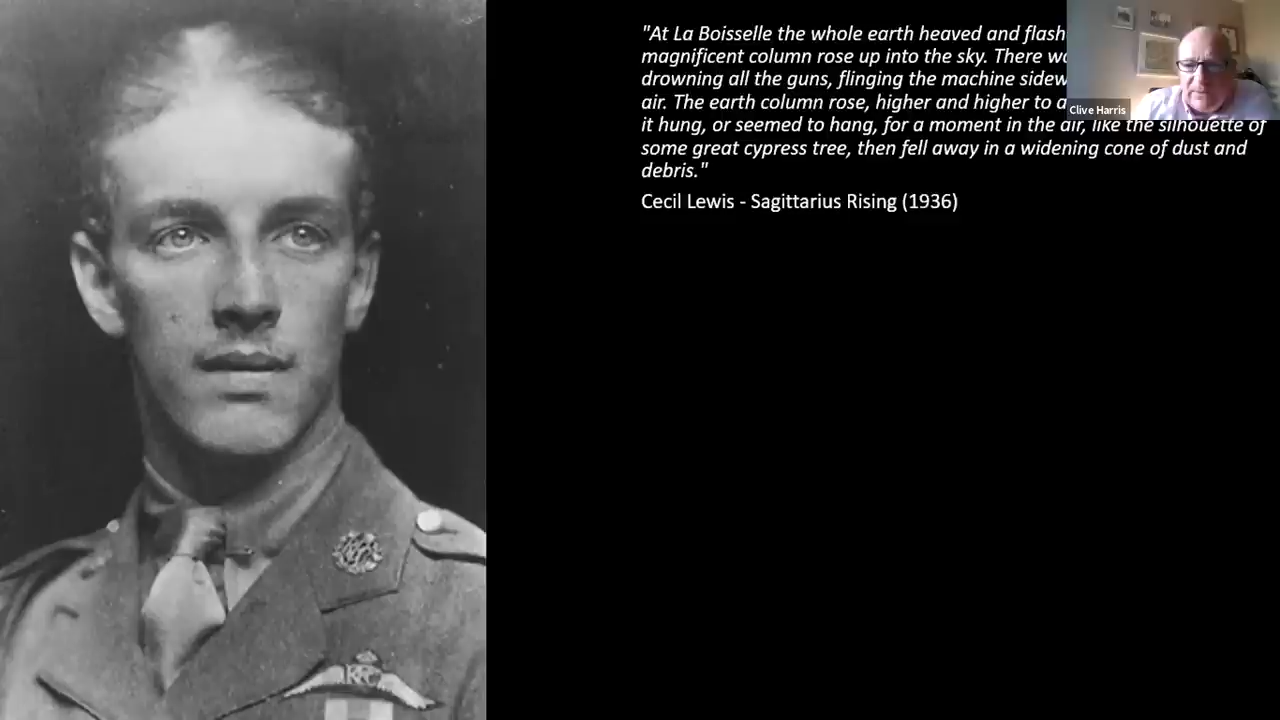 "At La Boisselle the whole earth heaved and flash
magnificent column rose up into the sky. There
drowning all the guns, flinging the machine sidew
air. The earth column rose, higher and higher to
it hung, or seemed to hang, for a moment in the air, like the silhouette of
some great cypress tree, then fell away in a widening cone of dust and
debris."
Cecil Lewis - Sagittarius Rising (1936)
Clive Harris